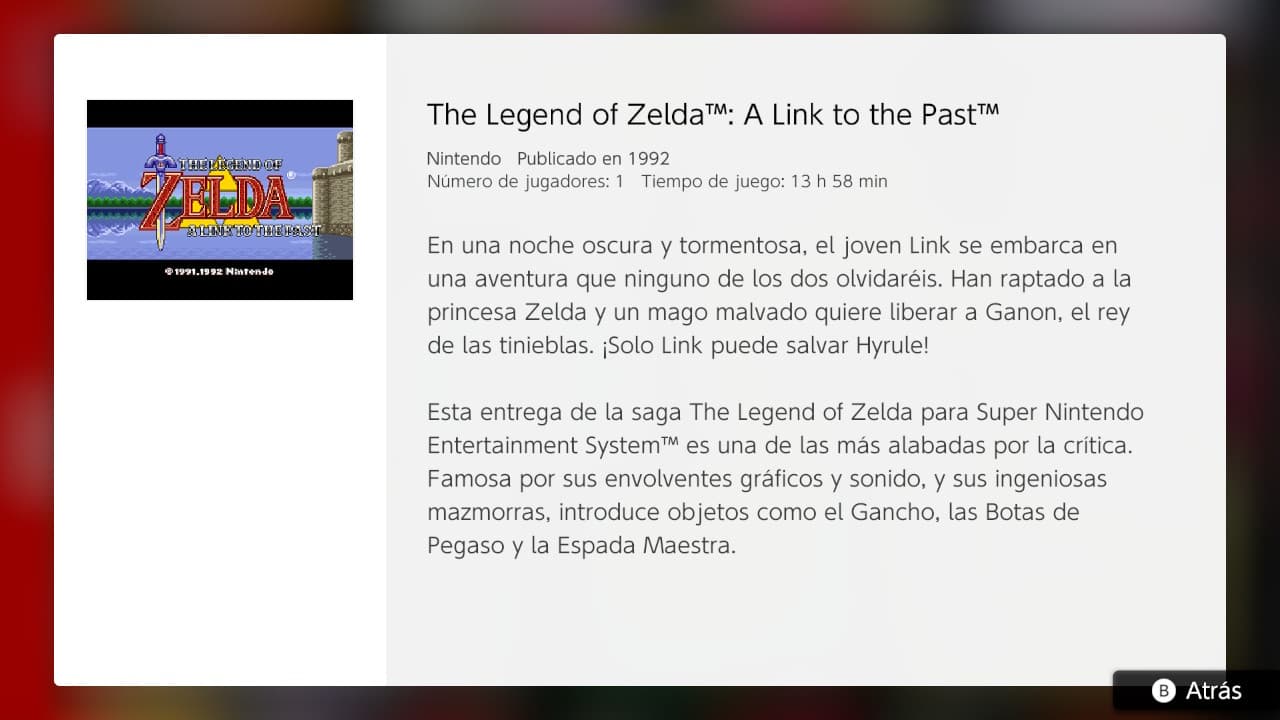 THE LEGEND OF
ZELDA
A LINK TO THE PAST
©1991,1992 Nintendo
The Legend of Zelda™: A Link to the Past™
Nintendo Publicado en 1992
Número de jugadores: 1 Tiempo de juego: 13 h 58 min
En una noche oscura y tormentosa, el joven Link se embarca en
una aventura que ninguno de los dos olvidaréis. Han raptado a la
princesa Zelda y un mago malvado quiere liberar a Ganon, el rey
de las tinieblas. ¡Solo Link puede salvar Hyrule!
Esta entrega de la saga The Legend of Zelda para Super Nintendo
Entertainment System™ es una de las más alabadas por la crítica.
Famosa por sus envolventes gráficos y sonido, y sus ingeniosas
mazmorras, introduce objetos como el Gancho, las Botas de
Pegaso y la Espada Maestra.
B Atrás